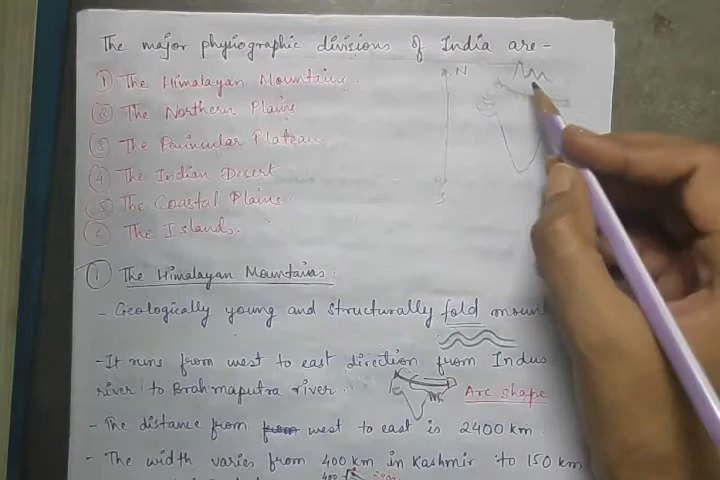 The major physiographic divisions of India are -
① The Himalayan Mountains.
② The Northern Plains
③ The Peninsular Plateau
④ The Indian Desert
⑤ The Coastal Plains.
⑥ The Islands.
N
S
① The Himalayan Mountains.
- Geologically young and structurally fold moun
- It runs from west to east direction from Indus
river to Brahmaputra river.
Arc shape
- The distance from from west to east is 2400 km.
- The width varies from 400 km in Kashmir to 150 km
400